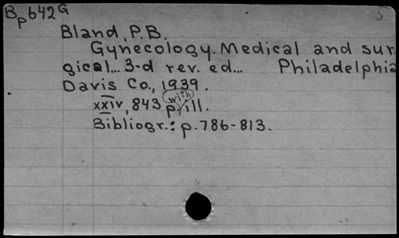 Bp642G
Bland, P.B.
Gynecology. Medical and sur
gical... 3-d rev. ed... Philadelphia
Davis Co., 1939.
xxiv, 843 p. with ill.
Bibliogr.: p. 786-813.